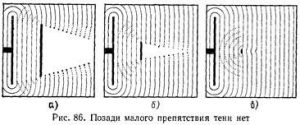 а) б) в)
Рис. 86. Позади малого препятствия тени нет